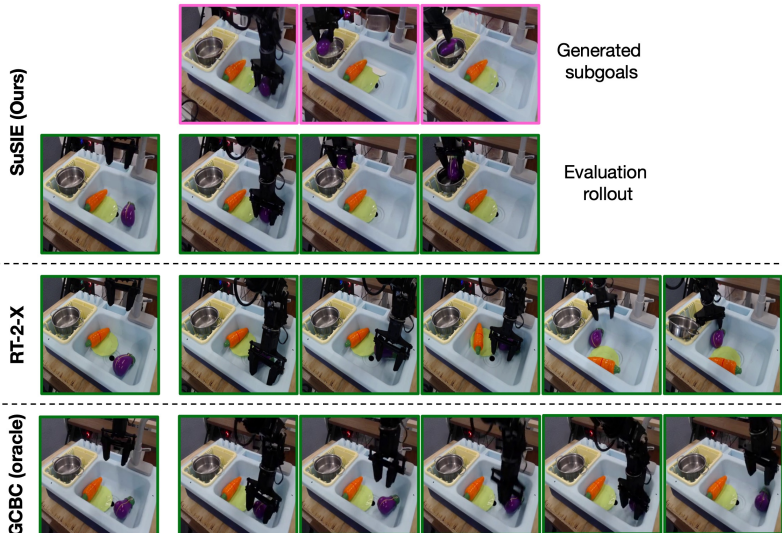 SuSIE (Ours)
Generated
subgoals
Evaluation
rollout
RT-2-X
GCBC (oracle)